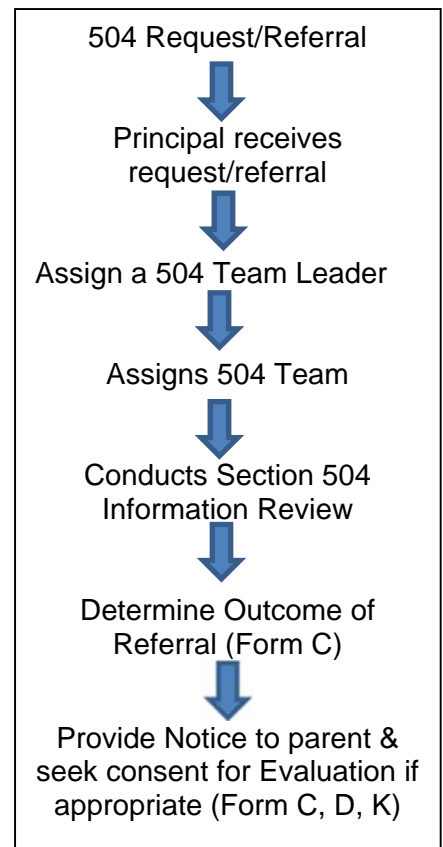 504 Request/Referral
Principal receives
request/referral
Assign a 504 Team Leader
Assigns 504 Team
Conducts Section 504
Information Review
Determine Outcome of
Referral (Form C)
Provide Notice to parent &
seek consent for Evaluation if
appropriate (Form C, D, K)